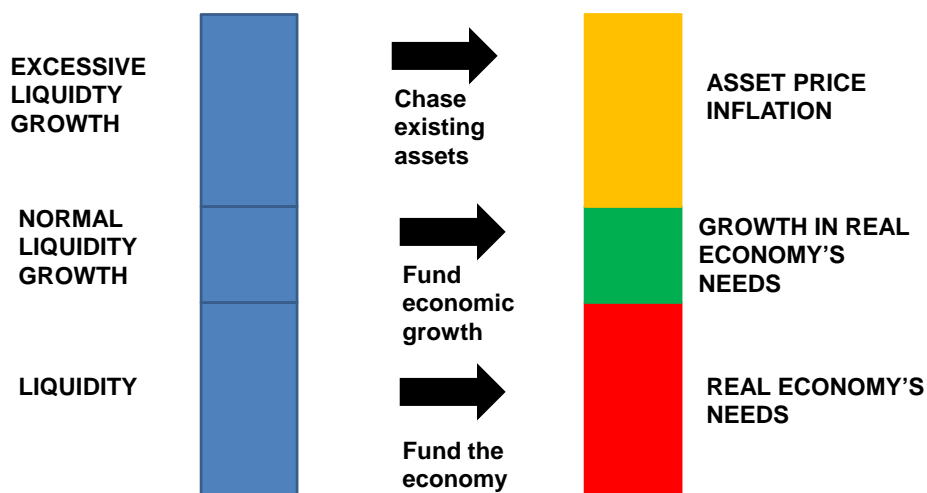 EXCESSIVE
LIQUIDTY
GROWTH
Chase
existing
assets
ASSET PRICE
INFLATION
NORMAL
LIQUIDITY
GROWTH
Fund
economic
growth
GROWTH IN REAL
ECONOMY’S
NEEDS
LIQUIDITY
Fund the
economy
REAL ECONOMY’S
NEEDS